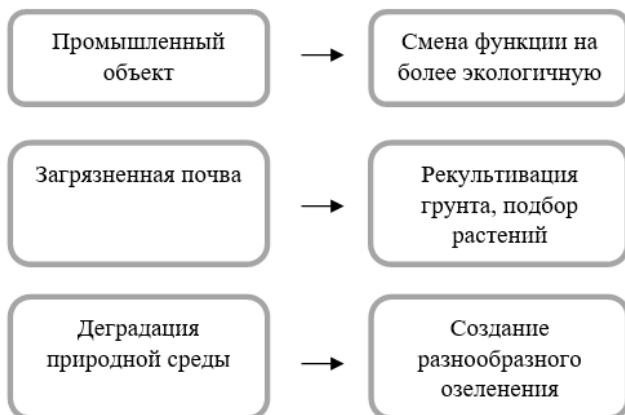 Промышленный
объект
Смена функции на
более экологичную
Загрязненная почва
Рекультивация
грунта, подбор
растений
Деградация
природной среды
Создание
разнообразного
озеленения